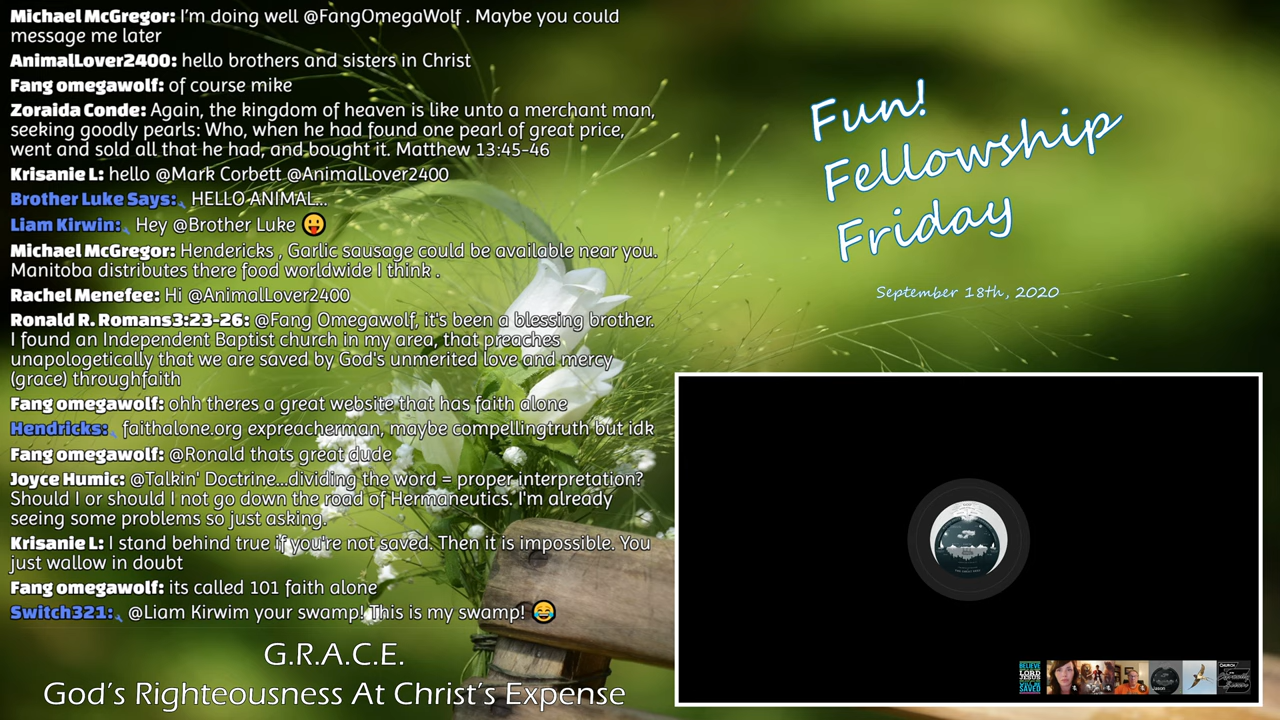 Michael McGregor: I'm doing well @FangOmegaWolf . Maybe you could
message me later
AnimalLover2400: hello brothers and sisters in Christ
Fang omegawolf: of course mike
Zoraida Conde: Again, the kingdom of heaven is like unto a merchant man,
seeking goodly pearls: Who, when he had found one pearl of great price,
went and sold all that he had, and bought it. Matthew 13:45-46
Krisanie L: hello @Mark Corbett @AnimalLover2400
Brother Luke Says: HELLO ANIMAL...
Liam Kirwin: Hey @Brother Luke 😛
Michael McGregor: Hendericks , Garlic sausage could be available near you.
Manitoba distributes there food worldwide I think .
Rachel Menefee: Hi @AnimalLover2400
Ronald R. Romans3:23-26: @Fang Omegawolf, it's been a blessing brother.
I found an Independent Baptist church in my area, that preaches
unapologetically that we are saved by God's unmerited love and mercy
(grace) throughfaith
Fang omegawolf: ohh theres a great website that has faith alone
Hendricks: faithalone.org expreacherman, maybe compellingtruth but idk
Fang omegawolf: @Ronald thats great dude
Joyce Humic: @Talkin' Doctrine...dividing the word = proper interpretation?
Should I or should I not go down the road of Hermaneutics. I'm already
seeing some problems so just asking.
Krisanie L: I stand behind true if you're not saved. Then it is impossible. You
just wallow in doubt
Fang omegawolf: its called 101 faith alone
Switch321: @Liam Kirwim your swamp! This is my swamp! 😂
G.R.A.C.E.
God's Righteousness At Christ's Expense
Fun!
Fellowship
Friday
September 18th, 2020
BELIEVE
LORD
JESUS
SAVED
Jason
CHURCH